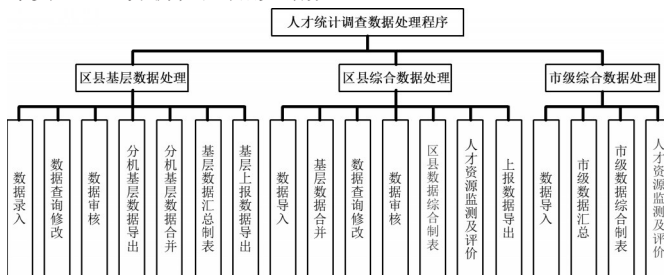 人才统计调查数据处理程序
区县基层数据处理
区县综合数据处理
市级综合数据处理
数据录入
数据查询修改
数据审核
分机基层数据导出
分机基层数据合并
基层数据汇总制表
基层上报数据导出
数据导入
基层数据合并
数据查询修改
数据审核
区县数据综合制表
人才资源监测及评价
上报数据导出
数据导入
市级数据汇总
市级数据综合制表
人才资源监测及评价